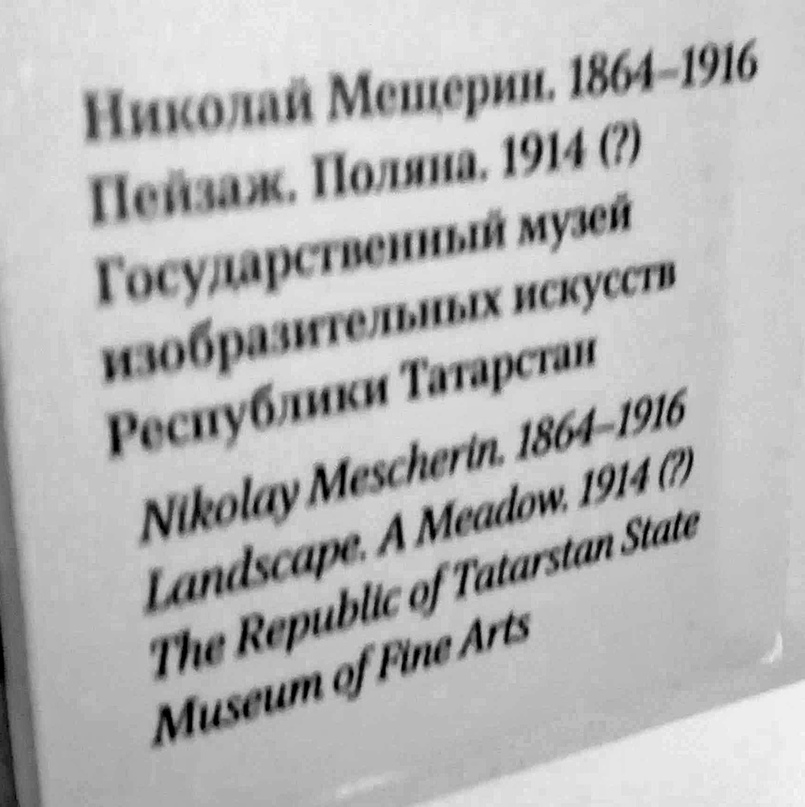 Николай Мещерин. 1864–1916
Пейзаж. Поляна. 1914 (?)
Государственный музей
изобразительных искусств
Республики Татарстан
Nikolay Mescherin. 1864–1916
Landscape. A Meadow. 1914 (?)
The Republic of Tatarstan State
Museum of Fine Arts